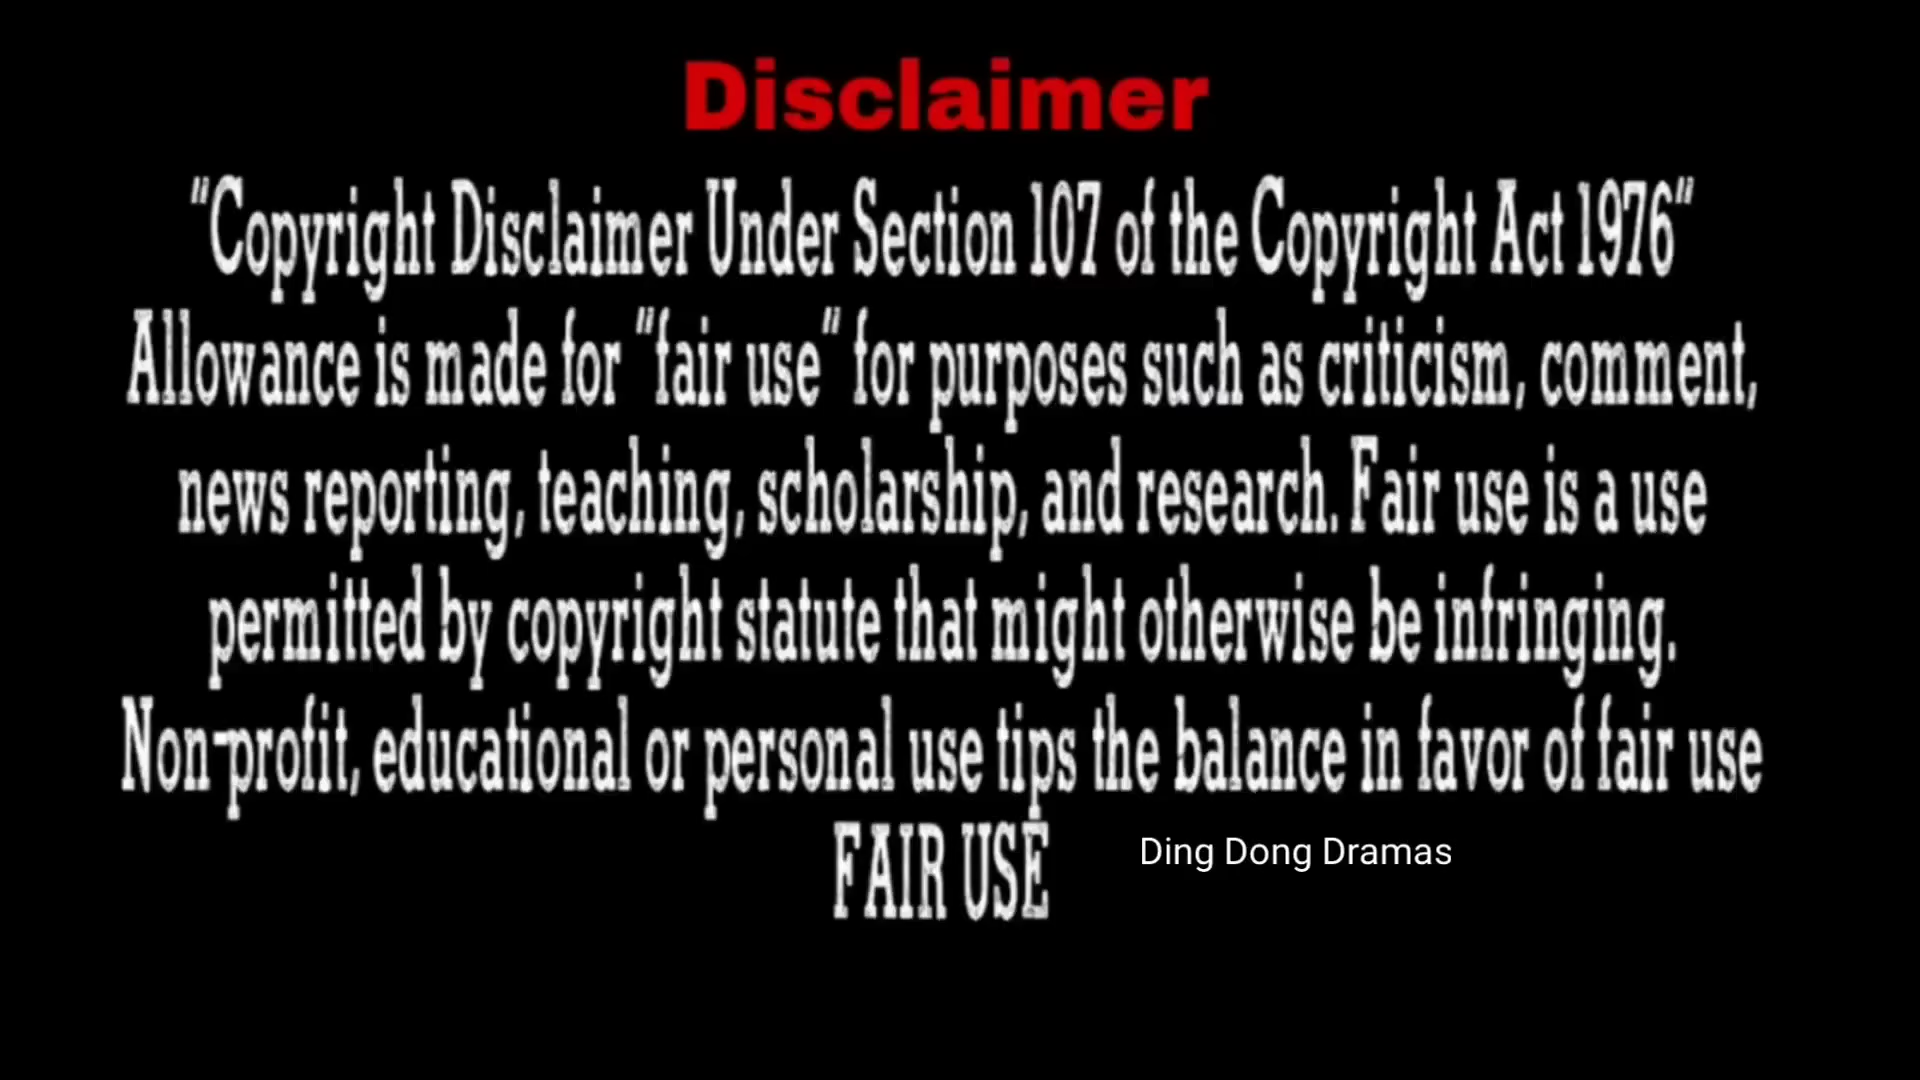 Disclaimer
"Copyright Disclaimer Under Section 107 of the Copyright Act 1976"
Allowance is made for "fair use" for purposes such as criticism, comment,
news reporting, teaching, scholarship, and research. Fair use is a use
permitted by copyright statute that might otherwise be infringing.
Non-profit, educational or personal use tips the balance in favor of fair use
FAIR USE
Ding Dong Dramas